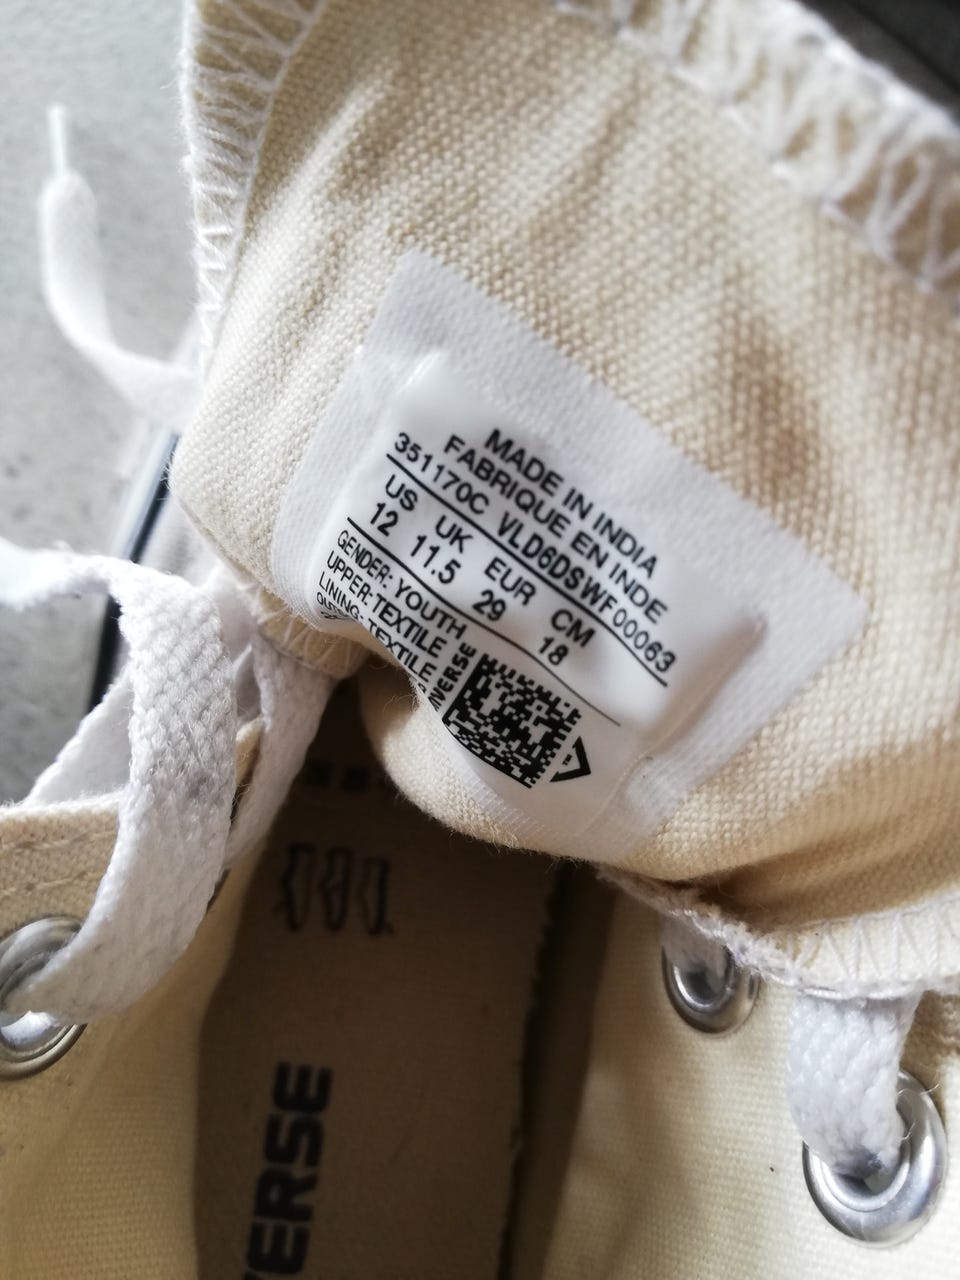 MADE IN INDIA
FABRIQUE EN INDE
351170C VLD6DSWF00063
US UK EUR CM
12 11.5 29 18
GENDER: YOUTH
UPPER: TEXTILE
LINING: TEXTILE
VERSE